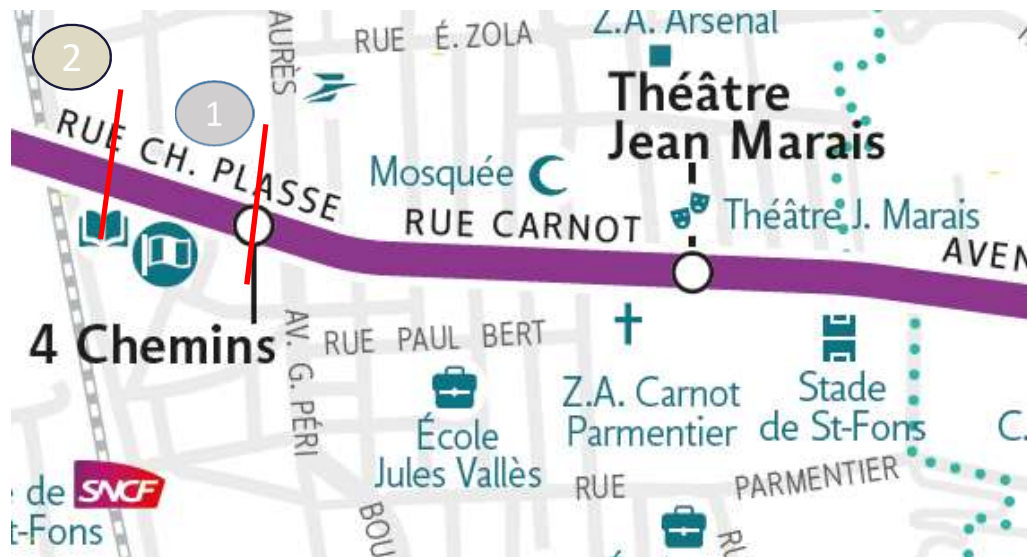 2
1
AURÈS
RUE É. ZOLA
Z.A. Arsenal
Théâtre
Jean Marais
RUE CH. PLASSE
Mosquée
RUE CARNOT
Théâtre J. Marais
AVEN
4 Chemins
AV. G. PÉRI
RUE PAUL BERT
École
Jules Vallès
Z.A. Carnot
Parmentier
Stade
de St-Fons
C.
de SNCF
t-Fons
RUE PARMENTIER
BOU
RU